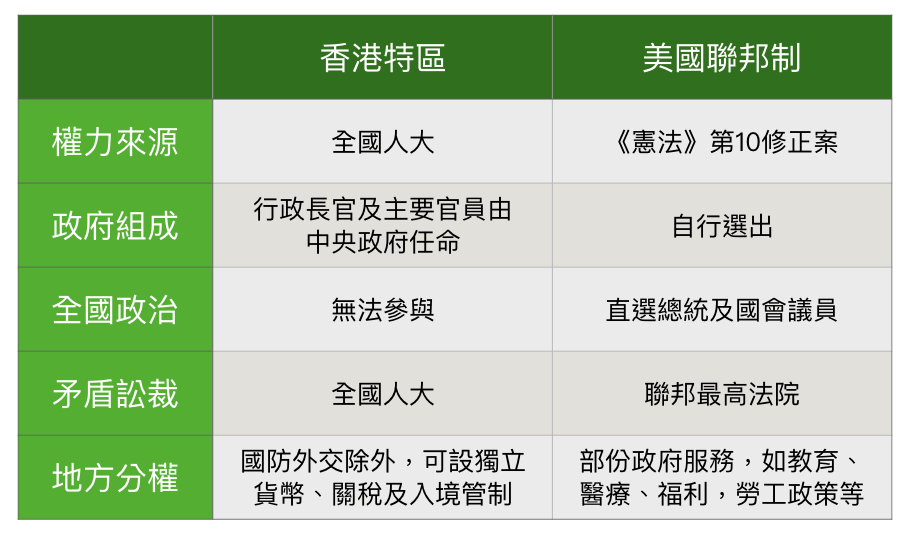 香港特區
美國聯邦制
權力來源
全國人大
《憲法》第10修正案
政府組成
行政長官及主要官員由
中央政府任命
自行選出
全國政治
無法參與
直選總統及國會議員
矛盾訟裁
全國人大
聯邦最高法院
地方分權
國防外交除外，可設獨立
貨幣、關稅及入境管制
部份政府服務，如教育、
醫療、福利，勞工政策等